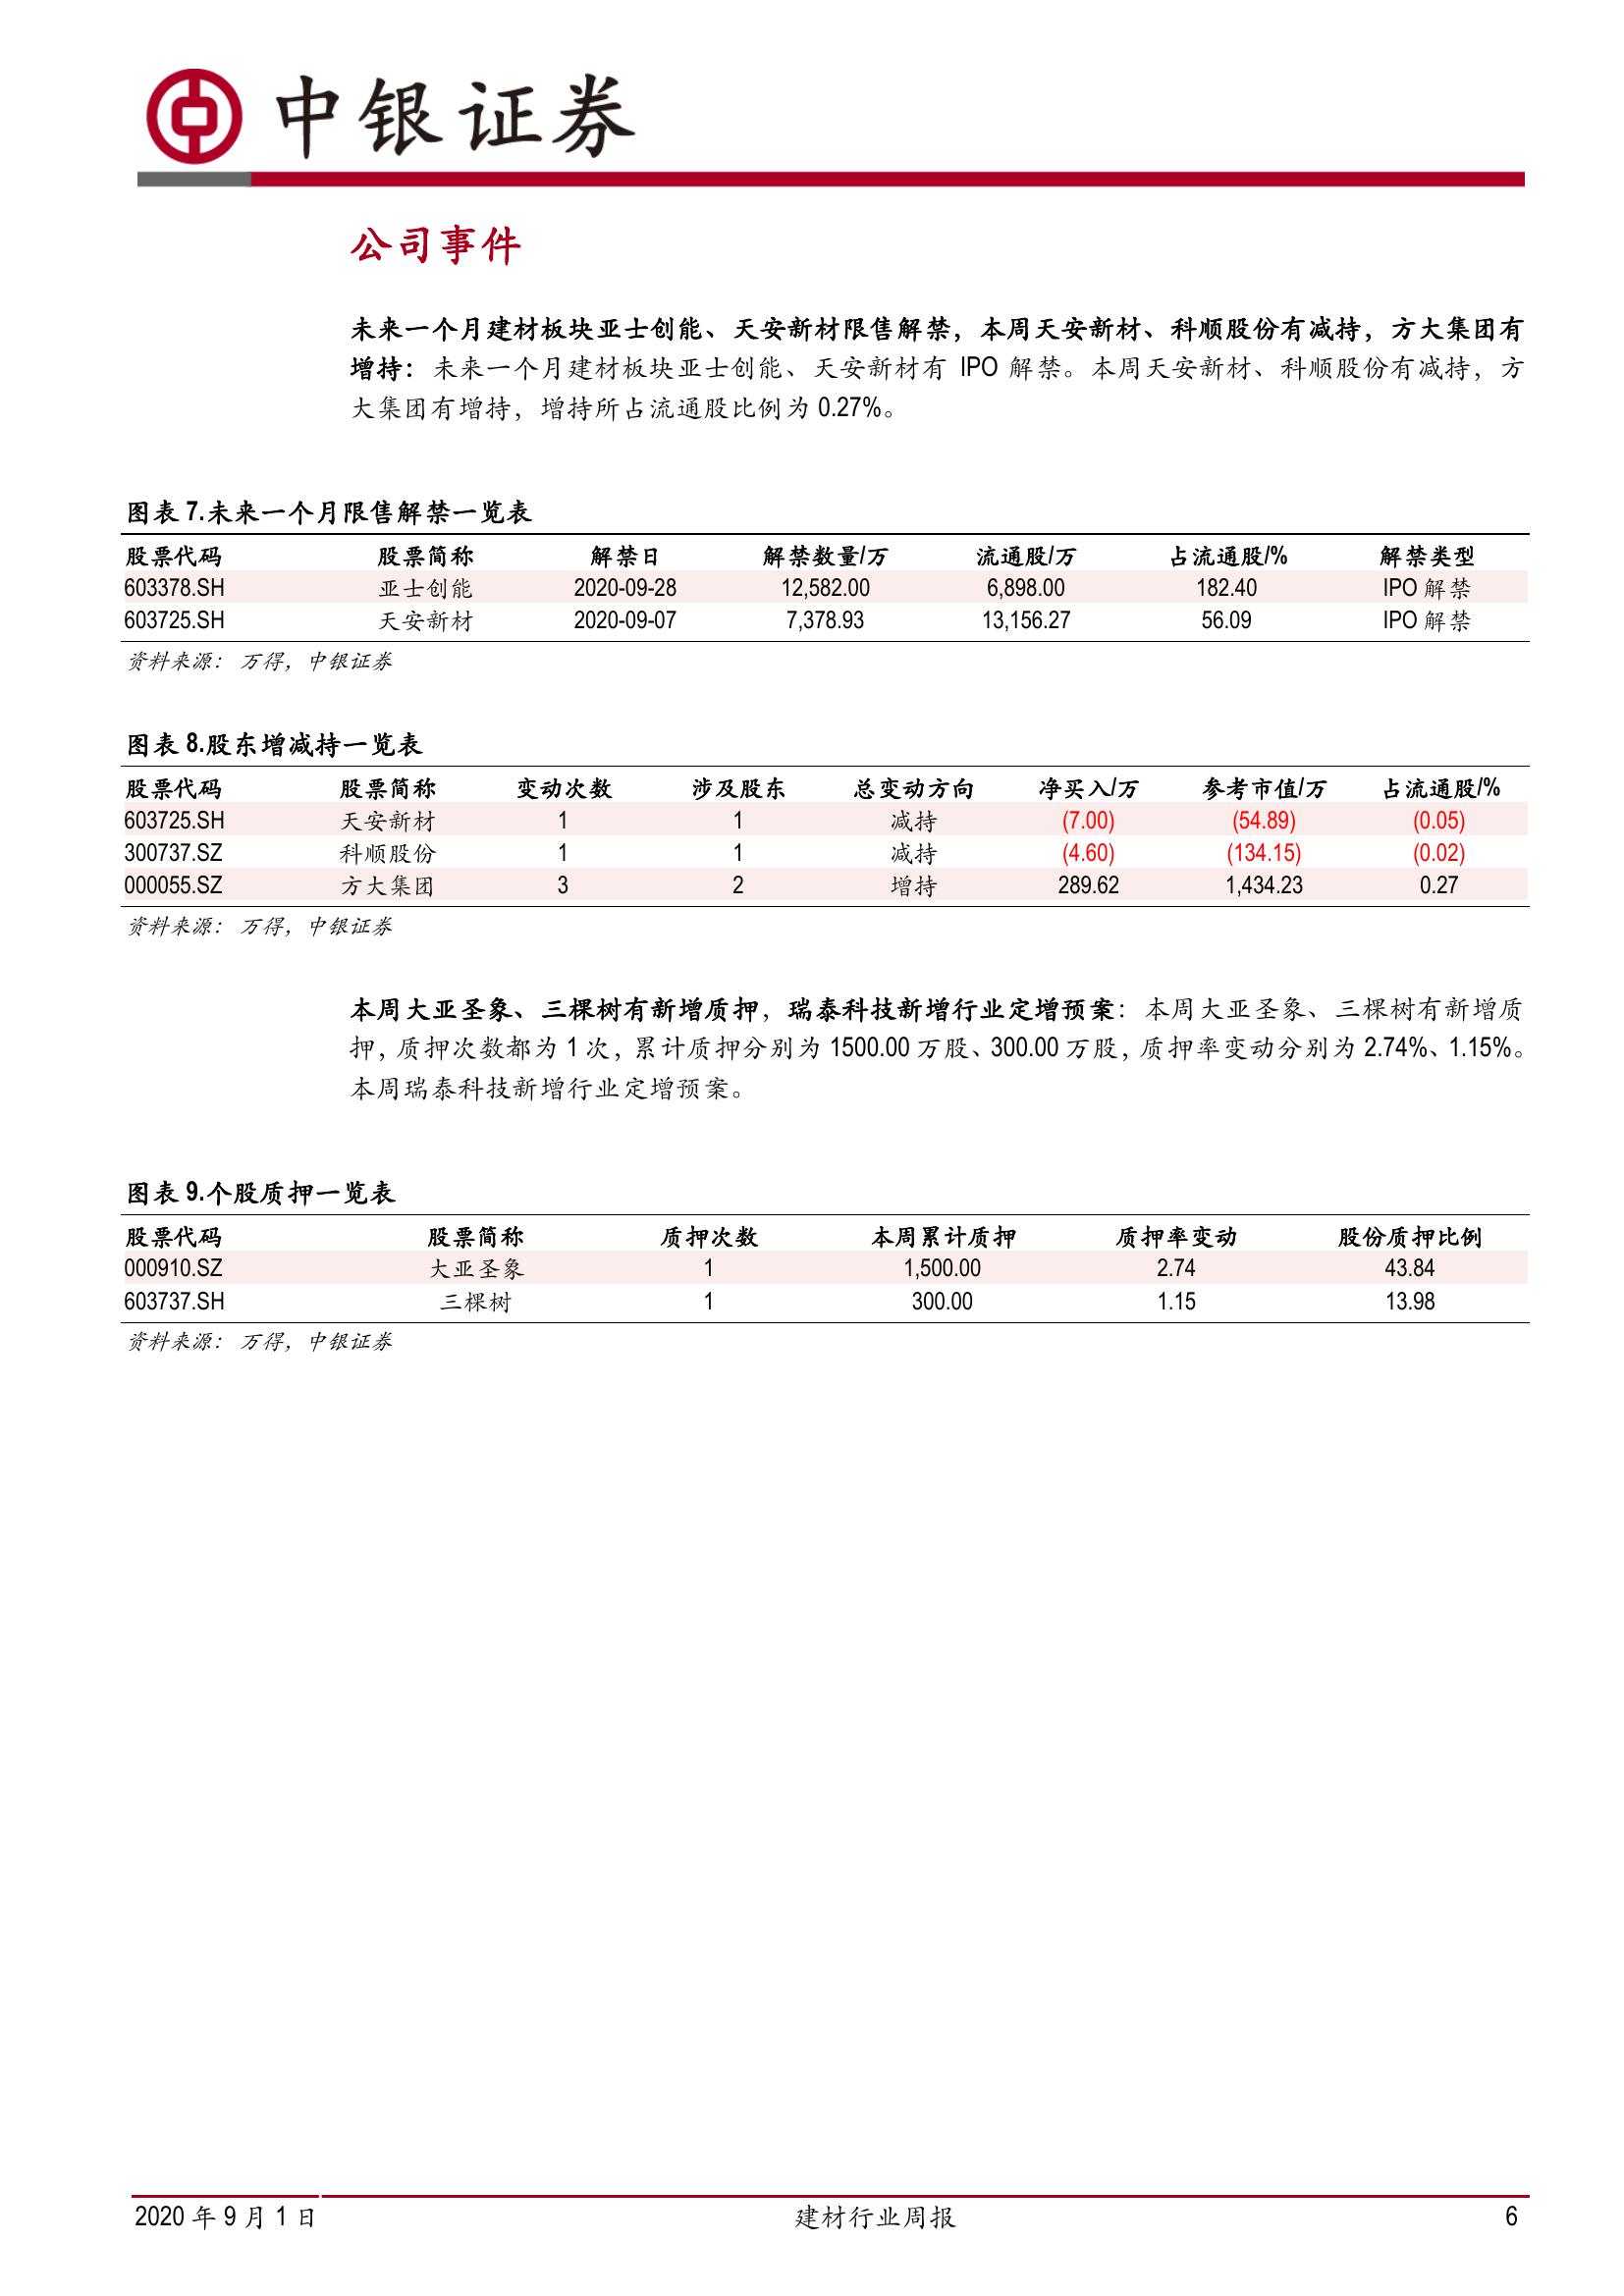 中银证券
公司事件
未来一个月建材板块亚士创能、天安新材限售解禁，本周天安新材、科顺股份有减持，方大集团有
增持：未来一个月建材板块亚士创能、天安新材有 IPO 解禁。本周天安新材、科顺股份有减持，方
大集团有增持，增持所占流通股比例为 0.27%。
图表 7.未来一个月限售解禁一览表
股票代码 股票简称 解禁日 解禁数量/万 流通股/万 占流通股/% 解禁类型
603378.SH 亚士创能 2020-09-28 12,582.00 6,898.00 182.40 IPO 解禁
603725.SH 天安新材 2020-09-07 7,378.93 13,156.27 56.09 IPO 解禁
资料来源：万得，中银证券
图表 8.股东增减持一览表
股票代码 股票简称 变动次数 涉及股东 总变动方向 净买入/万 参考市值/万 占流通股/%
603725.SH 天安新材 1 1 减持 (7.00) (54.89) (0.05)
300737.SZ 科顺股份 1 1 减持 (4.60) (134.15) (0.02)
000055.SZ 方大集团 3 2 增持 289.62 1,434.23 0.27
资料来源：万得，中银证券
本周大亚圣象、三棵树有新增质押，瑞泰科技新增行业定增预案：本周大亚圣象、三棵树有新增质
押，质押次数都为 1 次，累计质押分别为 1500.00 万股、300.00 万股，质押率变动分别为 2.74%、1.15%。
本周瑞泰科技新增行业定增预案。
图表 9.个股质押一览表
股票代码 股票简称 质押次数 本周累计质押 质押率变动 股份质押比例
000910.SZ 大亚圣象 1 1,500.00 2.74 43.84
603737.SH 三棵树 1 300.00 1.15 13.98
资料来源：万得，中银证券
2020 年 9 月 1 日 建材行业周报 6